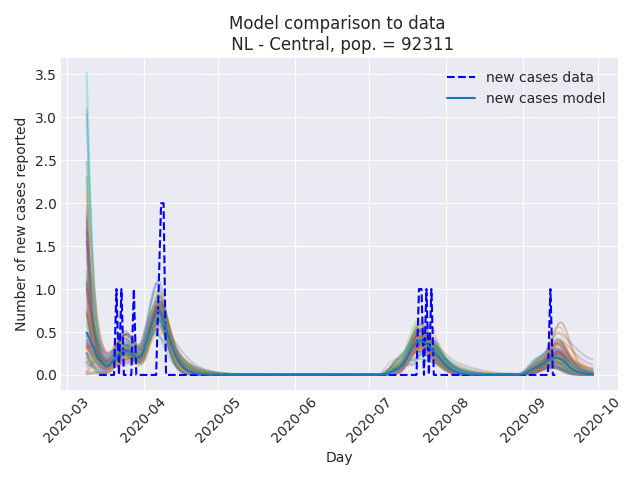 Model comparison to data
NL - Central, pop. = 92311
new cases data
new cases model
Number of new cases reported
3.5
3.0
2.5
2.0
1.5
1.0
0.5
0.0
2020-03
2020-04
2020-05
2020-06
2020-07
2020-08
2020-09
2020-10
Day